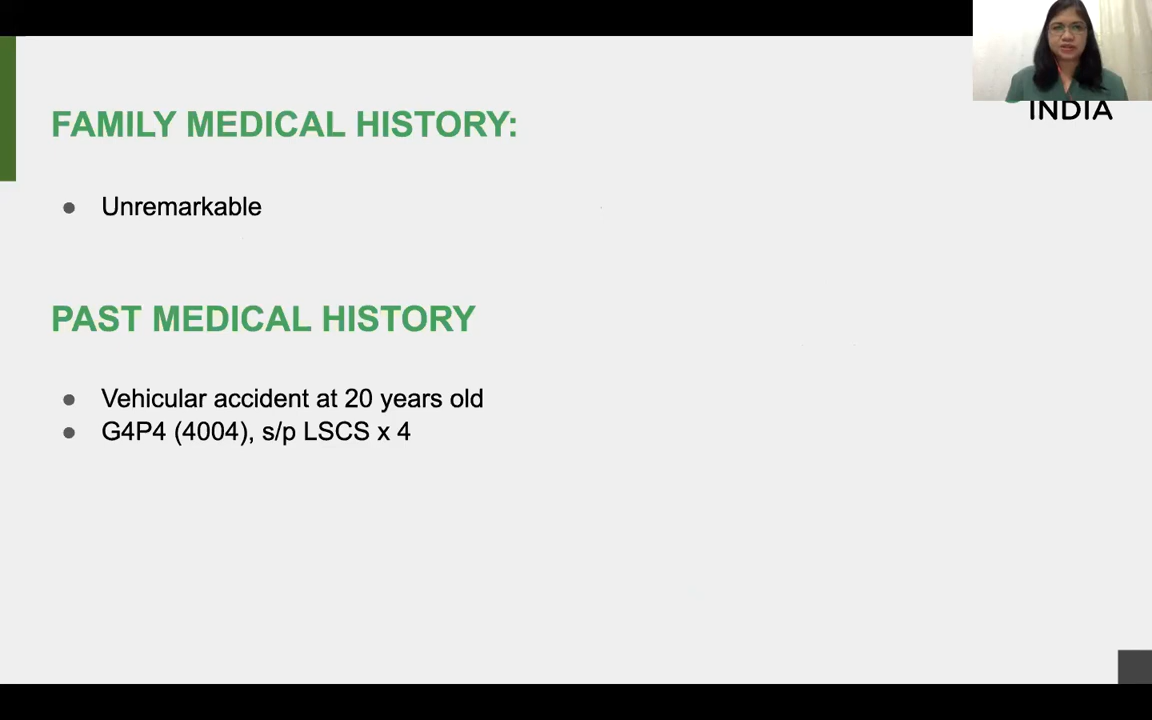 INDIA
FAMILY MEDICAL HISTORY:
● Unremarkable
PAST MEDICAL HISTORY
● Vehicular accident at 20 years old
● G4P4 (4004), s/p LSCS x 4